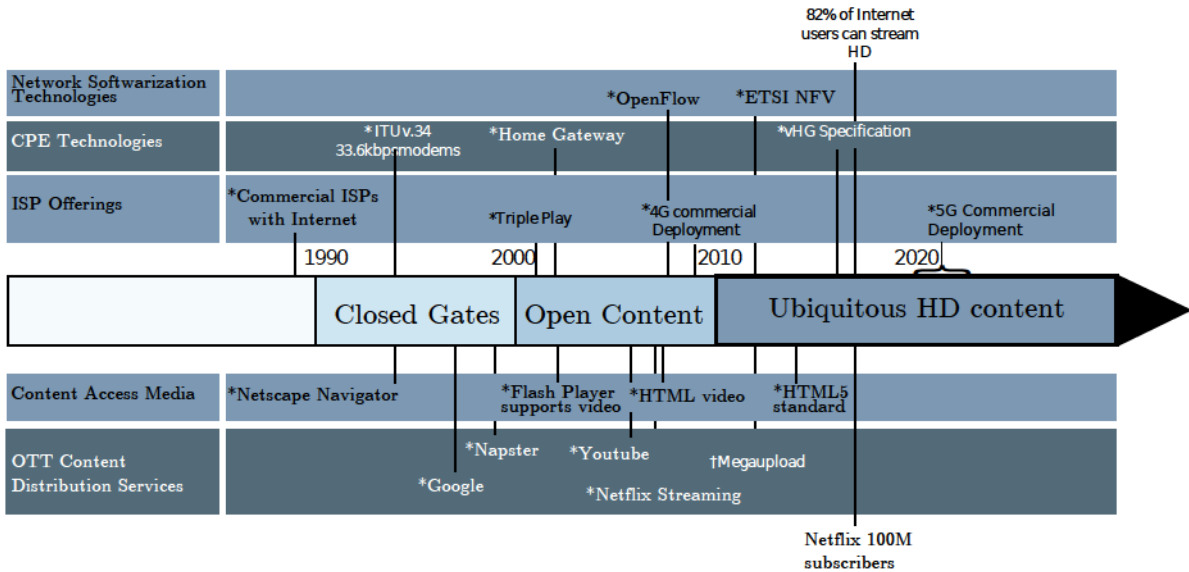 82% of Internet
users can stream
HD
Network Softwarization
Technologies
*OpenFlow
*ETSI NFV
CPE Technologies
*ITU v.34
33.6kbpsmodems
*Home Gateway
*vHG Specification
ISP Offerings
*Commercial ISPs
with Internet
*Triple Play
*4G commercial
Deployment
*5G Commercial
Deployment
1990
2000
2010
2020
Closed Gates
Open Content
Ubiquitous HD content
Content Access Media
*Netscape Navigator
*Flash Player
supports video
*HTML video
*HTML5
standard
OTT Content
Distribution Services
*Napster
*Youtube
†Megaupload
*Google
*Netflix Streaming
Netflix 100M
subscribers